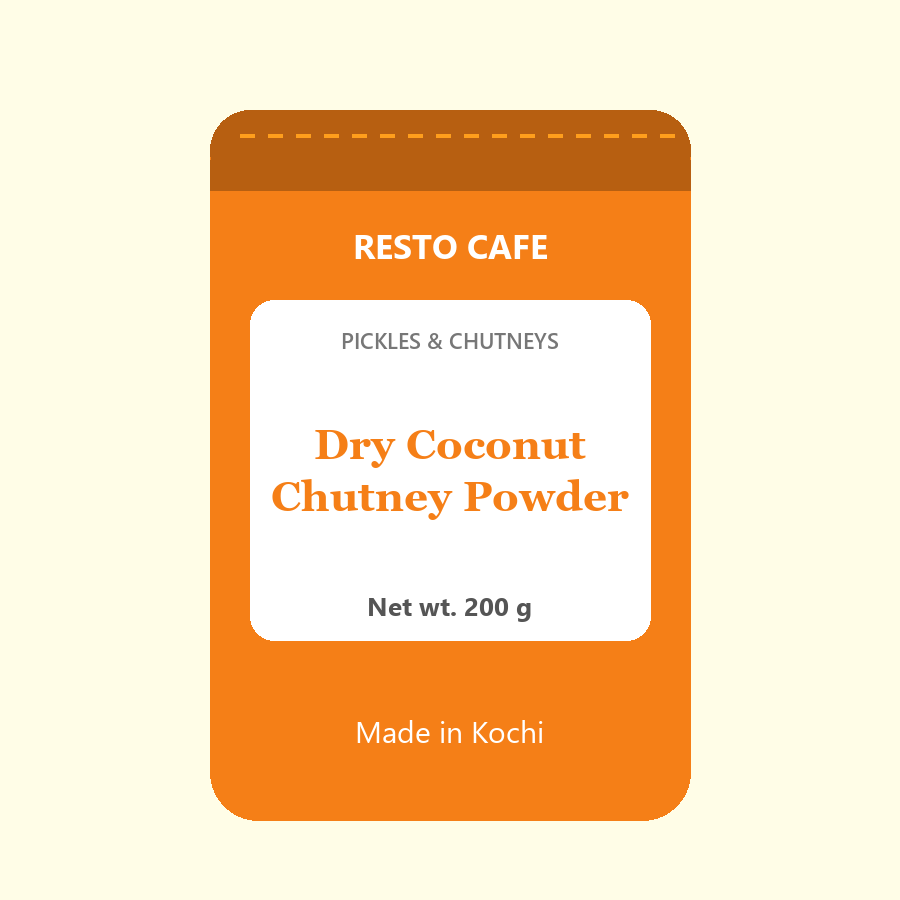 RESTO CAFE
PICKLES & CHUTNEYS
Dry Coconut
Chutney Powder
Net wt. 200 g
Made in Kochi